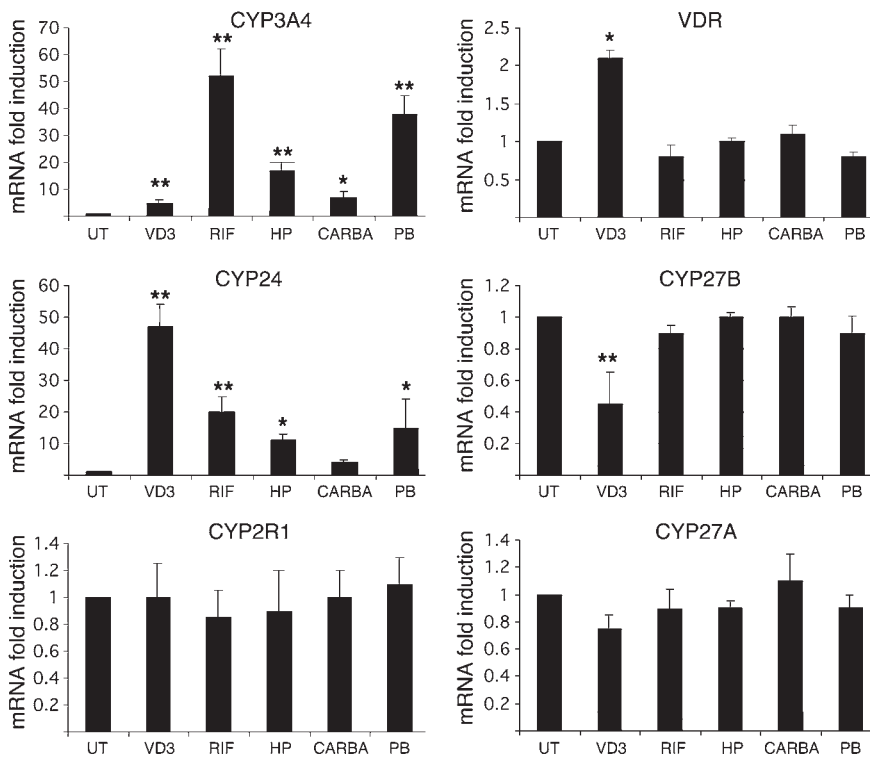 CYP3A4
mRNA fold induction
70
60
50
40
30
20
10
**
**
**
*
**
UT VD3 RIF HP CARBA PB
VDR
mRNA fold induction
2.5
2
1.5
1
0.5
*
UT VD3 RIF HP CARBA PB
CYP24
mRNA fold induction
60
50
40
30
20
10
**
**
*
*
UT VD3 RIF HP CARBA PB
CYP27B
mRNA fold induction
1.2
1
0.8
0.6
0.4
0.2
**
UT VD3 RIF HP CARBA PB
CYP2R1
mRNA fold induction
1.4
1.2
1
0.8
0.6
0.4
0.2
UT VD3 RIF HP CARBA PB
CYP27A
mRNA fold induction
1.4
1.2
1
0.8
0.6
0.4
0.2
UT VD3 RIF HP CARBA PB